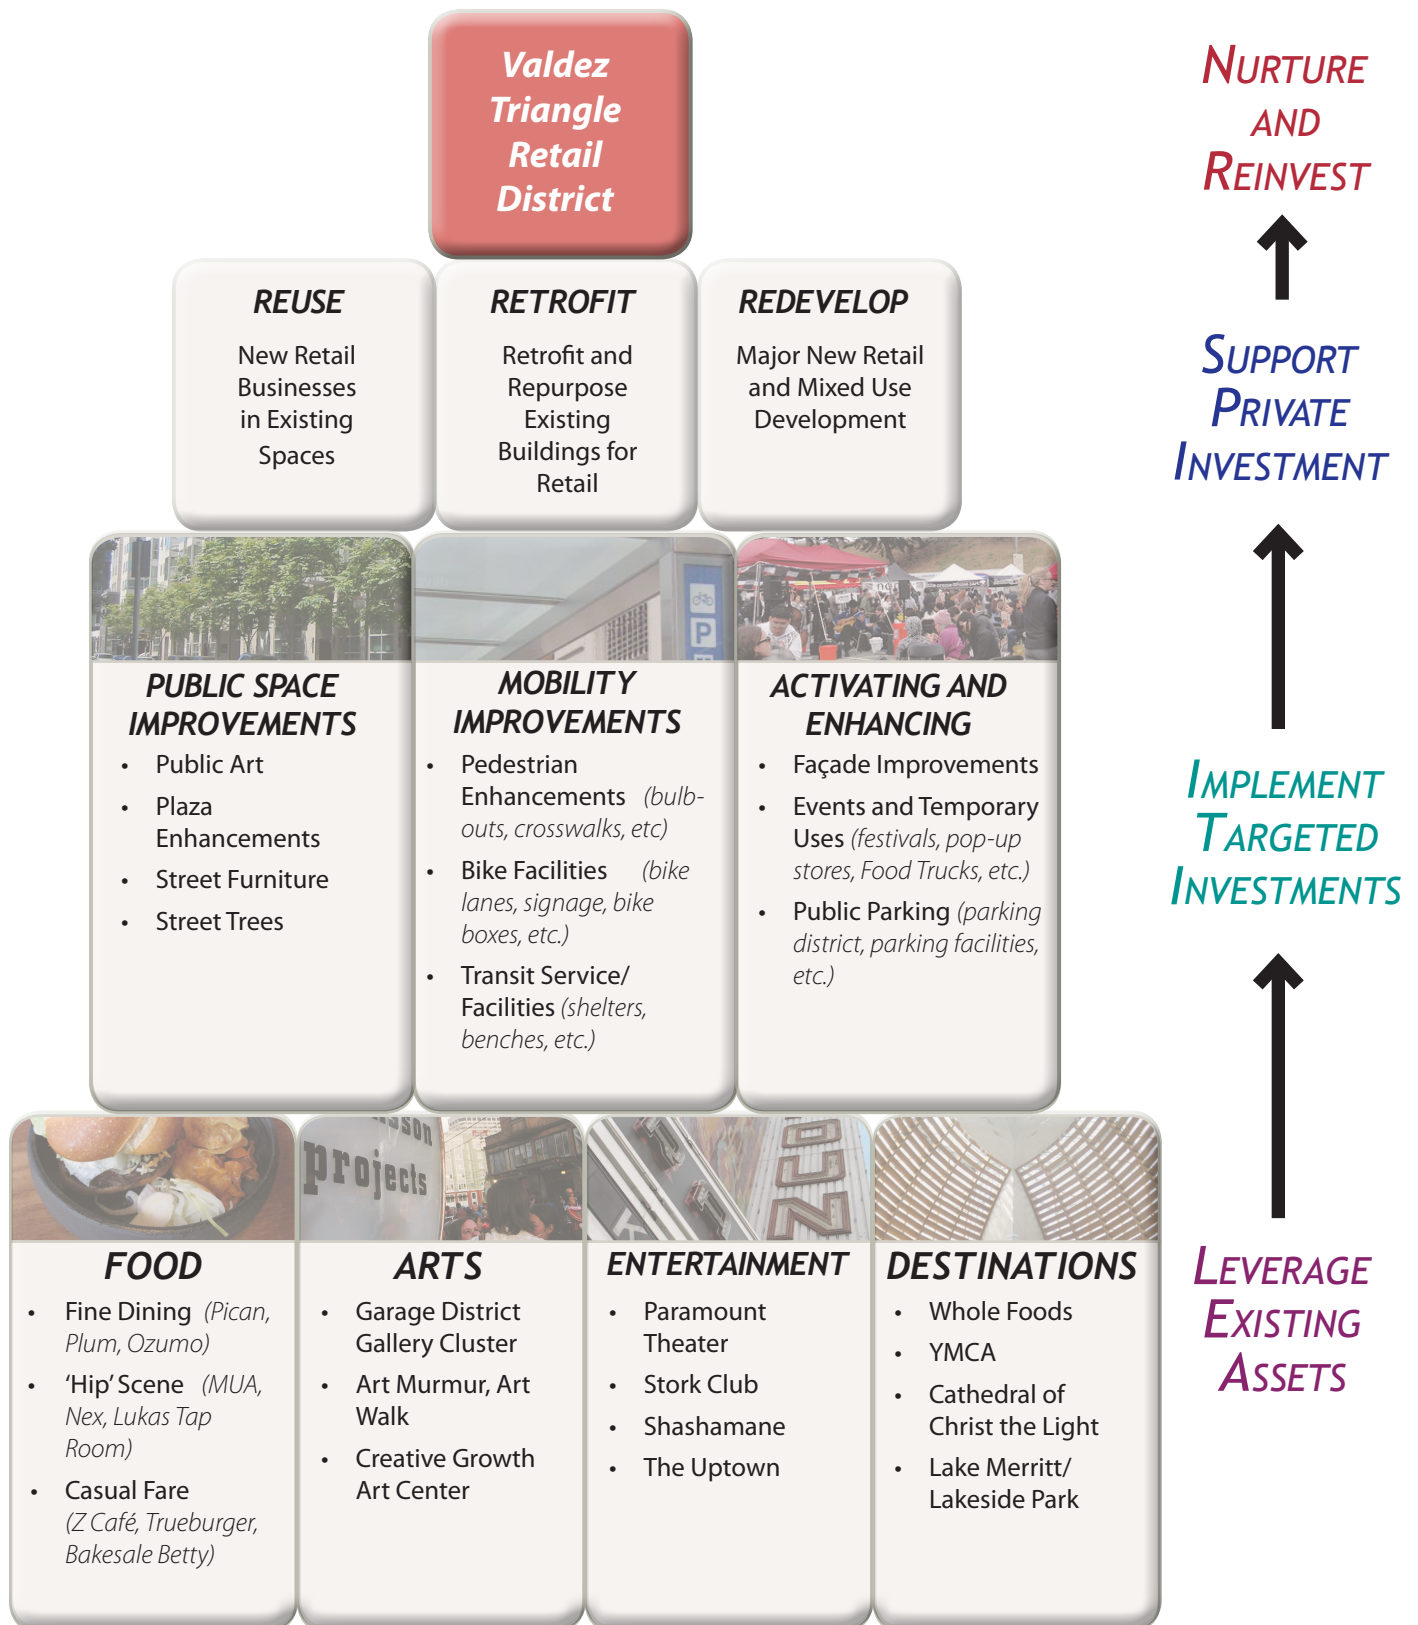 Valdez
Triangle
Retail
District
NURTURE
AND
REINVEST
REUSE
New Retail
Businesses
in Existing
Spaces
RETROFIT
Retrofit and
Repurpose
Existing
Buildings for
Retail
REDEVELOP
Major New Retail
and Mixed Use
Development
SUPPORT
PRIVATE
INVESTMENT
P
PUBLIC SPACE
IMPROVEMENTS
• Public Art
• Plaza
Enhancements
• Street Furniture
• Street Trees
MOBILITY
IMPROVEMENTS
• Pedestrian
Enhancements (bulb-
outs, crosswalks, etc)
• Bike Facilities (bike
lanes, signage, bike
boxes, etc.)
• Transit Service/
Facilities (shelters,
benches, etc.)
ACTIVATING AND
ENHANCING
• Façade Improvements
• Events and Temporary
Uses (festivals, pop-up
stores, Food Trucks, etc.)
• Public Parking (parking
district, parking facilities,
etc.)
IMPLEMENT
TARGETED
INVESTMENTS
projects
FOOD
• Fine Dining (Pican,
Plum, Ozumo)
• ‘Hip’ Scene (MUA,
Nex, Lukas Tap
Room)
• Casual Fare
(Z Café, Trueburger,
Bakesale Betty)
ARTS
• Garage District
Gallery Cluster
• Art Murmur, Art
Walk
• Creative Growth
Art Center
ENTERTAINMENT
• Paramount
Theater
• Stork Club
• Shashamane
• The Uptown
DESTINATIONS
• Whole Foods
• YMCA
• Cathedral of
Christ the Light
• Lake Merritt/
Lakeside Park
LEVERAGE
EXISTING
ASSETS